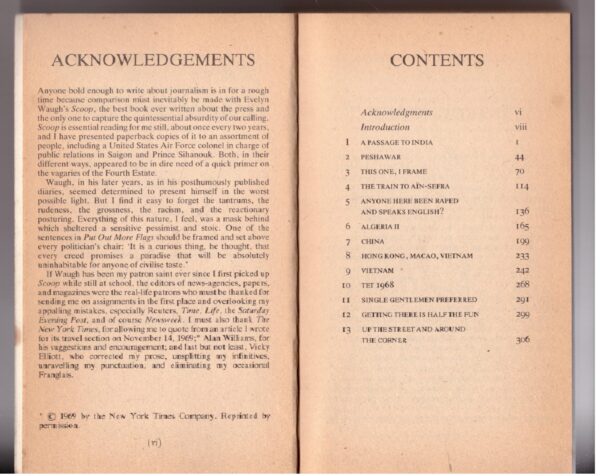 ACKNOWLEDGEMENTS
Anyone bold enough to write about journalism is in for a rough
time because comparison must inevitably be made with Evelyn
Waugh's Scoop, the best book ever written about the press and
the only one to capture the quintessential absurdity of our calling.
Scoop is essential reading for me still, about once every two years,
and I have presented paperback copies of it to an assortment of
people, including a United States Air Force colonel in charge of
public relations in Saigon and Prince Sihanouk. Both, in their
different ways, appeared to be in dire need of a quick primer on
the vagaries of the Fourth Estate.
Waugh, in his later years, as in his posthumously published
diaries, seemed determined to present himself in the worst
possible light. But I find it easy to forget the tantrums, the
rudeness, the grossness, the racism, and the reactionary
posturing. Everything of this nature, I feel, was a mask behind
which sheltered a sensitive pessimist and stoic. One of the
sentences in Put Out More Flags should be framed and set above
every politician's chair: 'It is a curious thing, he thought, that
every creed promises a paradise that will be absolutely
uninhabitable for anyone of civilise taste.'
If Waugh has been my patron saint ever since I first picked up
Scoop while still at school, the editors of news-agencies, papers,
and magazines were the real-life patrons who must be thanked for
sending me on assignments in the first place and overlooking my
appalling mistakes, especially Reuters, Time, Life, the Saturday
Evening Post, and of course Newsweek. I must also thank The
New York Times, for allowing me to quote from an article I wrote
for its travel section on November 14, 1969;* Alan Williams, for
his suggestions and encouragement; and last but not least, Vicky
Elliott, who corrected my prose, unsplitting my infinitives,
unravelling my punctuation, and eliminating my occasional
Franglais.
* © 1969 by the New York Times Company. Reprinted by
permission.
(vi)
CONTENTS
Acknowledgments vi
Introduction viii
1 A PASSAGE TO INDIA 1
2 PESHAWAR 44
3 THIS ONE, I FRAME 70
4 THE TRAIN TO AÏN-SEFRA 114
5 ANYONE HERE BEEN RAPED
AND SPEAKS ENGLISH? 136
6 ALGERIA II 165
7 CHINA 199
8 HONG KONG, MACAO, VIETNAM 233
9 VIETNAM 242
10 TET 1968 268
11 SINGLE GENTLEMEN PREFERRED 291
12 GETTING THERE IS HALF THE FUN 299
13 UP THE STREET AND AROUND
THE CORNER 306